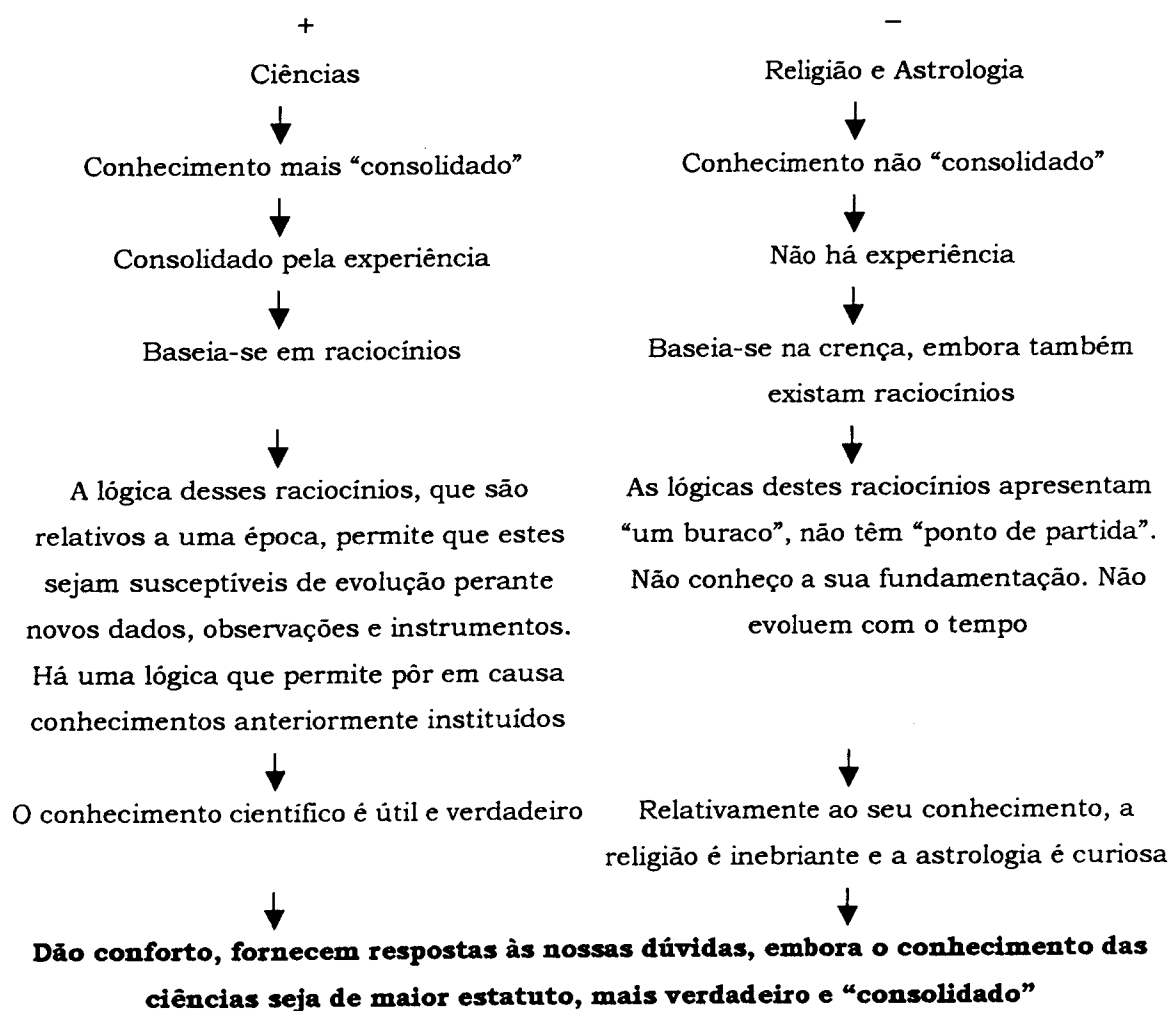 +
Ciências
Conhecimento mais “consolidado”
Consolidado pela experiência
Baseia-se em raciocínios
A lógica desses raciocínios, que são
relativos a uma época, permite que estes
sejam susceptíveis de evolução perante
novos dados, observações e instrumentos.
Há uma lógica que permite pôr em causa
conhecimentos anteriormente instituídos
O conhecimento científico é útil e verdadeiro
–
Religião e Astrologia
Conhecimento não “consolidado”
Não há experiência
Baseia-se na crença, embora também
existam raciocínios
As lógicas destes raciocínios apresentam
“um buraco”, não têm “ponto de partida”.
Não conheço a sua fundamentação. Não
evoluem com o tempo
Relativamente ao seu conhecimento, a
religião é inebriante e a astrologia é curiosa
Dão conforto, fornecem respostas às nossas dúvidas, embora o conhecimento das
ciências seja de maior estatuto, mais verdadeiro e “consolidado”